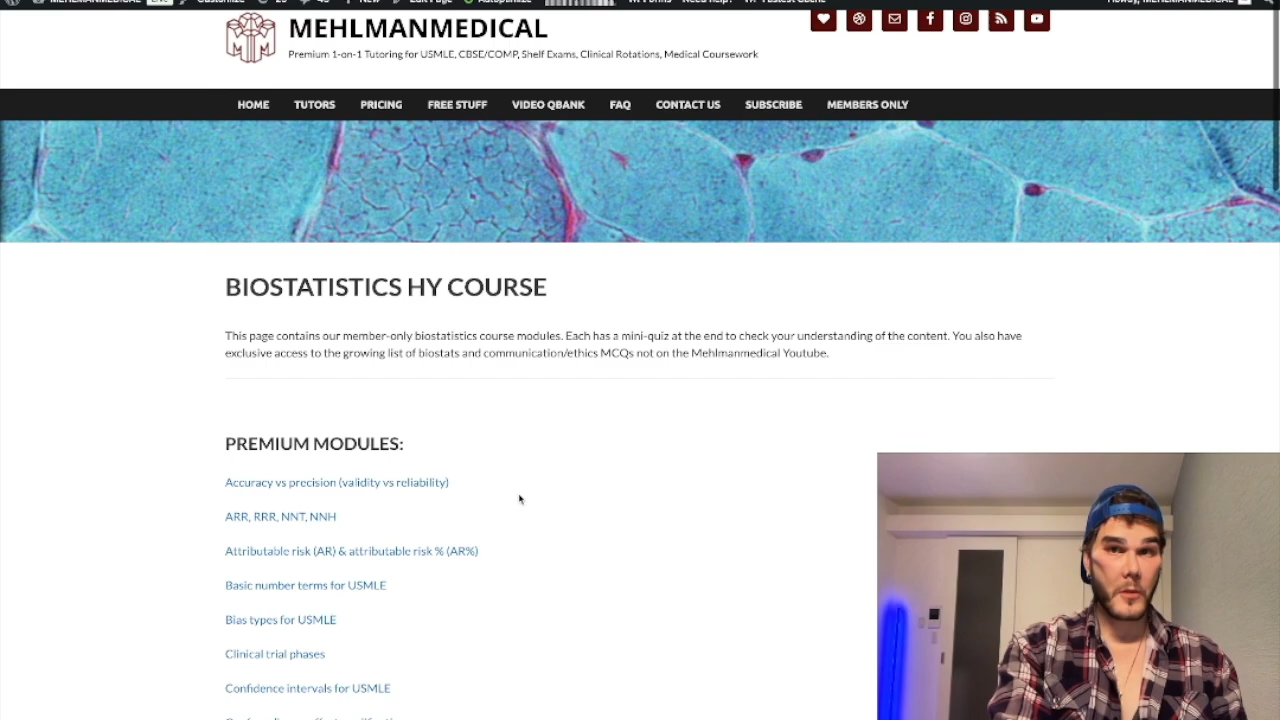 MEHLMANMEDICAL
Premium 1-on-1 Tutoring for USMLE, CBSE/COMP, Shelf Exams, Clinical Rotations, Medical Coursework
HOME TUTORS PRICING FREE STUFF VIDEO QBANK FAQ CONTACT US SUBSCRIBE MEMBERS ONLY
BIOSTATISTICS HY COURSE
This page contains our member-only biostatistics course modules. Each has a mini-quiz at the end to check your understanding of the content. You also have
exclusive access to the growing list of biostats and communication/ethics MCQs not on the Mehlmanmedical Youtube.
PREMIUM MODULES:
Accuracy vs precision (validity vs reliability)
ARR, RRR, NNT, NNH
Attributable risk (AR) & attributable risk % (AR%)
Basic number terms for USMLE
Bias types for USMLE
Clinical trial phases
Confidence intervals for USMLE